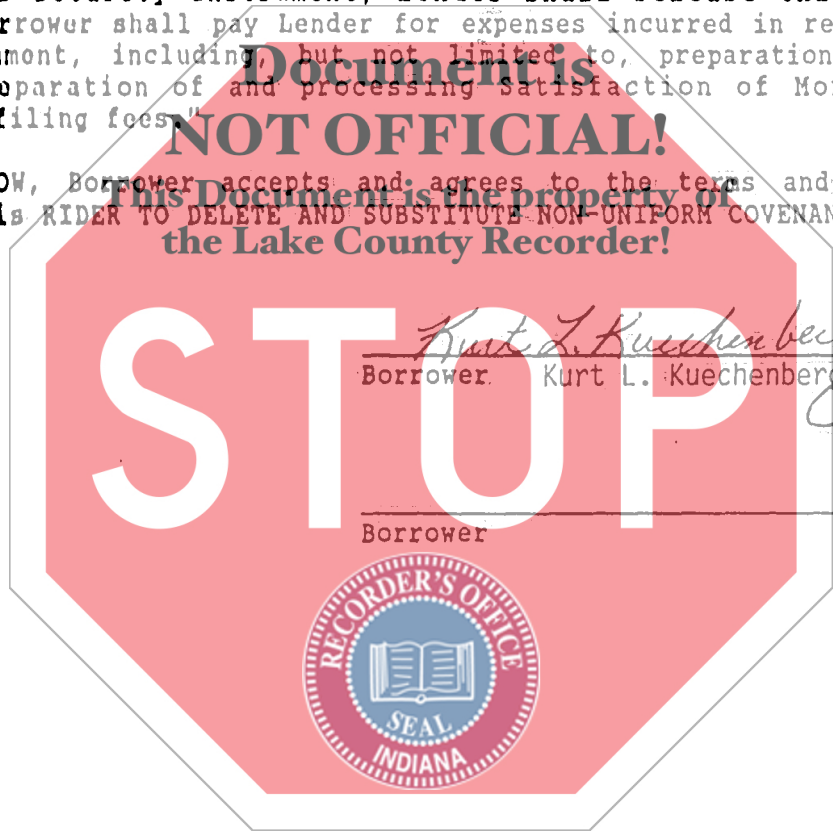 rrower shall pay Lender for expenses incurred in re
ment, including, but not limited to, preparation
Document is
paration of and processing Satisfaction of Mo
filing fees."
NOT OFFICIAL!
OW, Borrower accepts and agrees to the terms and
This Document is the property of
is RIDER TO DELETE AND SUBSTITUTE NON-UNIFORM COVENAN
the Lake County Recorder!
STOP
Kurt L. Kuechenber
Borrower Kurt L. Kuechenberg
Borrower
RECORDER'S OFFICE
SEAL
INDIANA